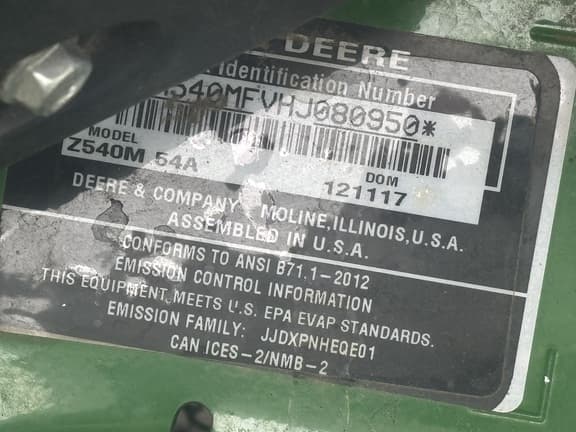 DEERE
Identification Number
540MFVHJ080950*
MODEL DOM
Z540M 54A 121117
DEERE & COMPANY MOLINE, ILLINOIS, U.S.A.
ASSEMBLED IN U.S.A.
CONFORMS TO ANSI B71.1-2012
EMISSION CONTROL INFORMATION
THIS EQUIPMENT MEETS U.S. EPA EVAP STANDARDS.
EMISSION FAMILY: JJDXPNHEQE01
CAN ICES-2/NMB-2